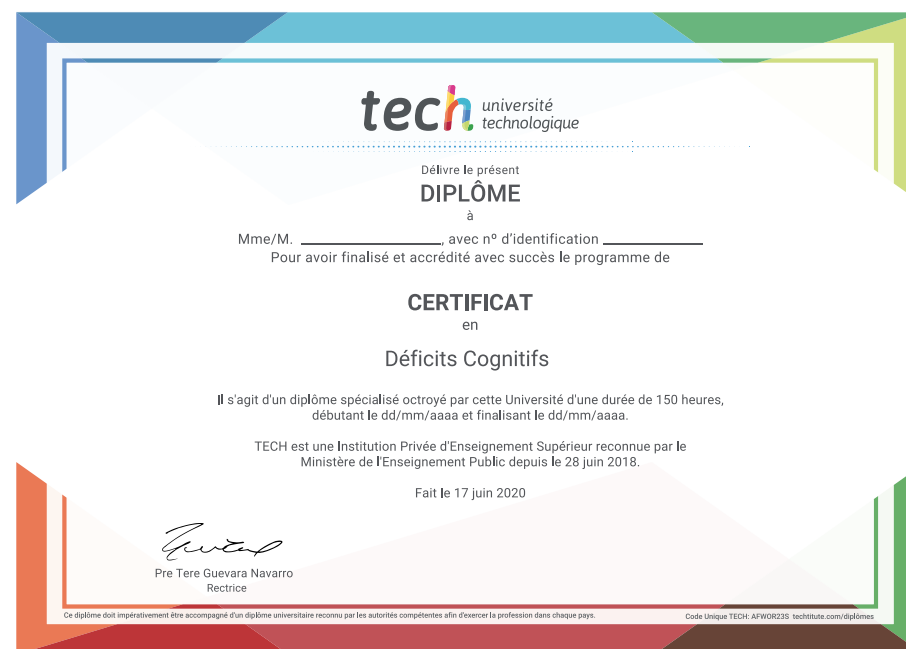 tech université
technologique
Délivre le présent
DIPLÔME
à
Mme/M. ____________________, avec nº d'identification ______________
Pour avoir finalisé et accrédité avec succès le programme de
CERTIFICAT
en
Déficits Cognitifs
Il s'agit d'un diplôme spécialisé octroyé par cette Université d'une durée de 150 heures,
débutant le dd/mm/aaaa et finalisant le dd/mm/aaaa.
TECH est une Institution Privée d'Enseignement Supérieur reconnue par le
Ministère de l'Enseignement Public depuis le 28 juin 2018.
Fait le 17 juin 2020
Pre Tere Guevara Navarro
Rectrice
Ce diplôme doit impérativement être accompagné d'un diplôme universitaire reconnu par les autorités compétentes afin d'exercer la profession dans chaque pays.
Code Unique TECH: AFWOR23S techtitute.com/diplômes